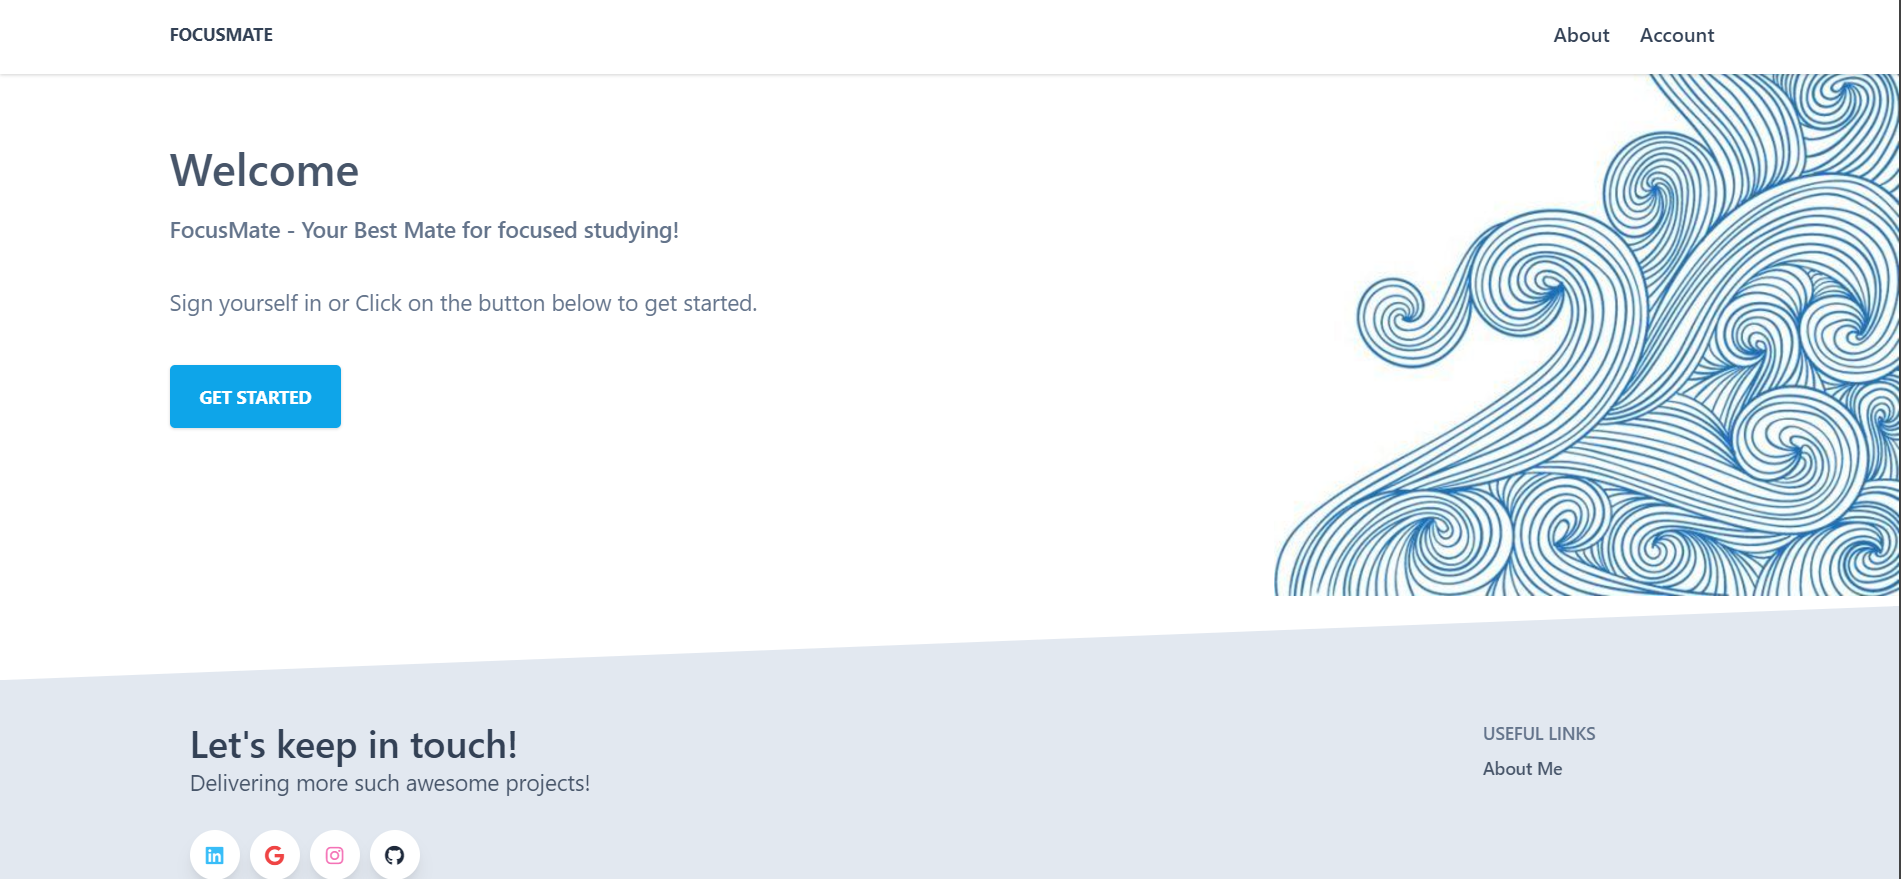 FOCUSMATE
About
Account
Welcome
FocusMate - Your Best Mate for focused studying!
Sign yourself in or Click on the button below to get started.
GET STARTED
Let's keep in touch!
Delivering more such awesome projects!
USEFUL LINKS
About Me